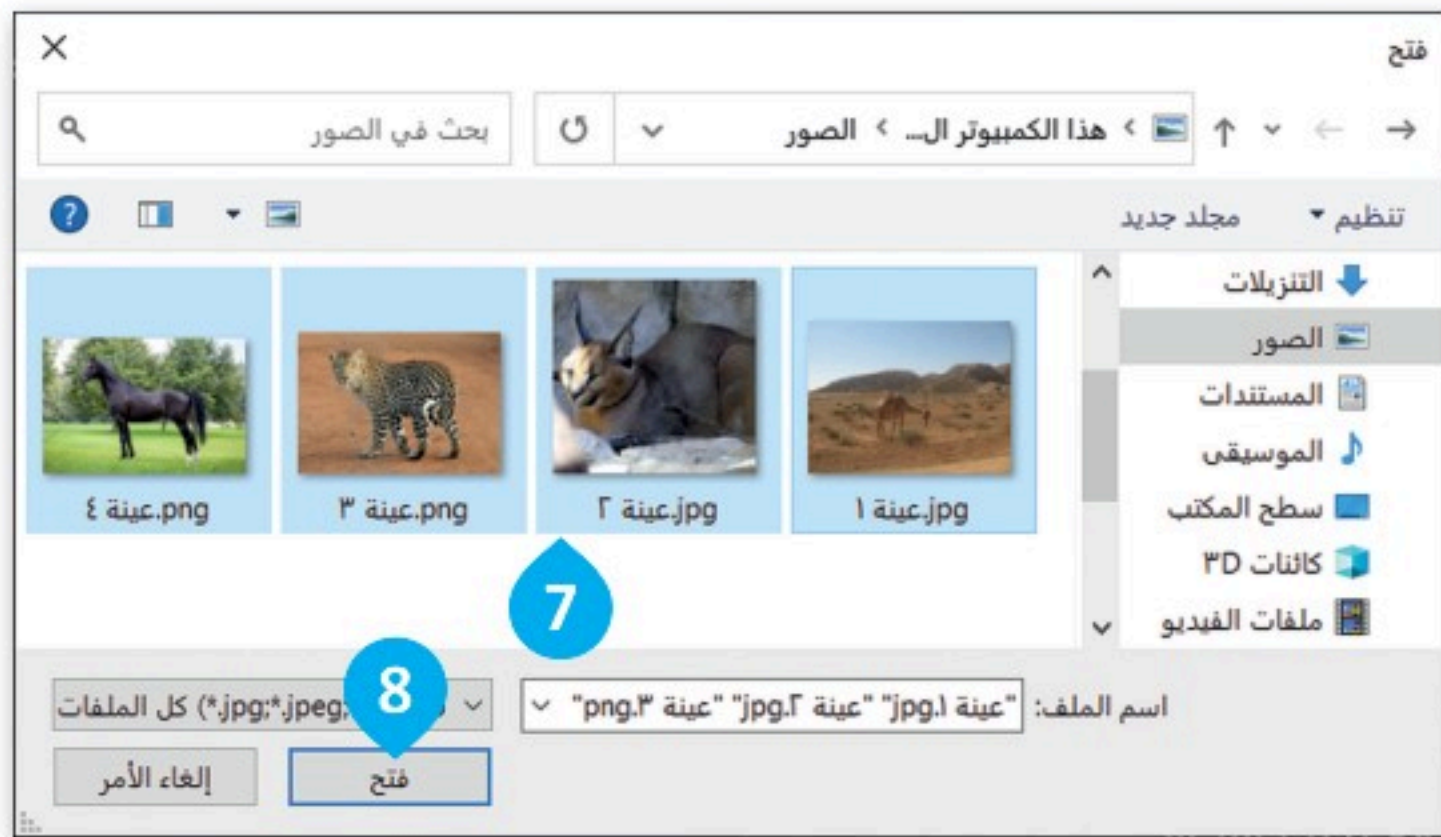 فتح
هذا الكمبيوتر ال... › الصور
بحث في الصور
تنظيم
مجلد جديد
التنزيلات
الصور
المستندات
الموسيقى
سطح المكتب
كائنات ٣D
ملفات الفيديو
عينة ١.jpg
عينة ٢.jpg
عينة ٣.png
عينة ٤.png
7
اسم الملف: "عينة ١.jpg" "عينة ٢.jpg" "عينة ٣.png"
كل الملفات (*.jpg;*.jpeg;
8
فتح
إلغاء الأمر